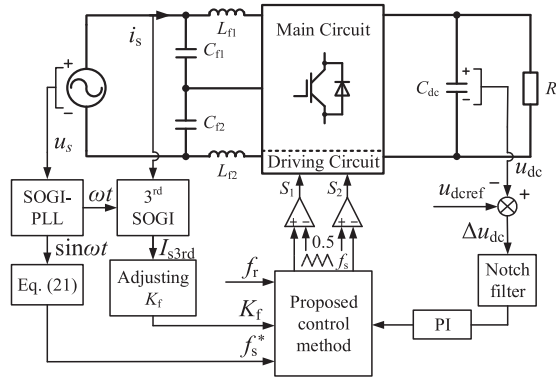 i_s
L_f1
Main Circuit
C_f1
C_dc
R
+
−
+
−
u_s
C_f2
L_f2
Driving Circuit
u_dc
SOGI-
PLL
ωt
3rd
SOGI
S_1
S_2
u_dcref
−
+
sinωt
I_s3rd
+ −
0.5
f_s
+ −
Δu_dc
Eq. (21)
Adjusting
K_f
f_r
K_f
f_s*
Proposed
control
method
PI
Notch
filter